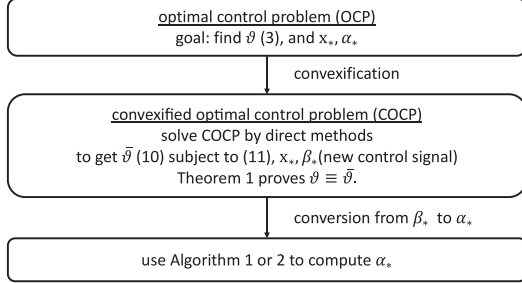 optimal control problem (OCP)
goal: find ϑ (3), and x∗, α∗
convexification
convexified optimal control problem (COCP)
solve COCP by direct methods
to get ϑ̄ (10) subject to (11), x∗, β∗(new control signal)
Theorem 1 proves ϑ ≡ ϑ̄.
conversion from β∗ to α∗
use Algorithm 1 or 2 to compute α∗